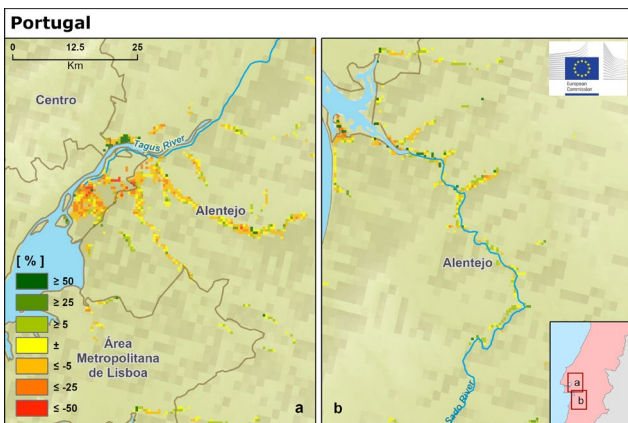 Portugal
0 12.5 25
Km
Centro
Tagus River
Alentejo
[ % ]
≥ 50
≥ 25
≥ 5
±
≤ -5
≤ -25
≤ -50
Área
Metropolitana
de Lisboa
a
European
Commission
Alentejo
Sado River
b
a
b